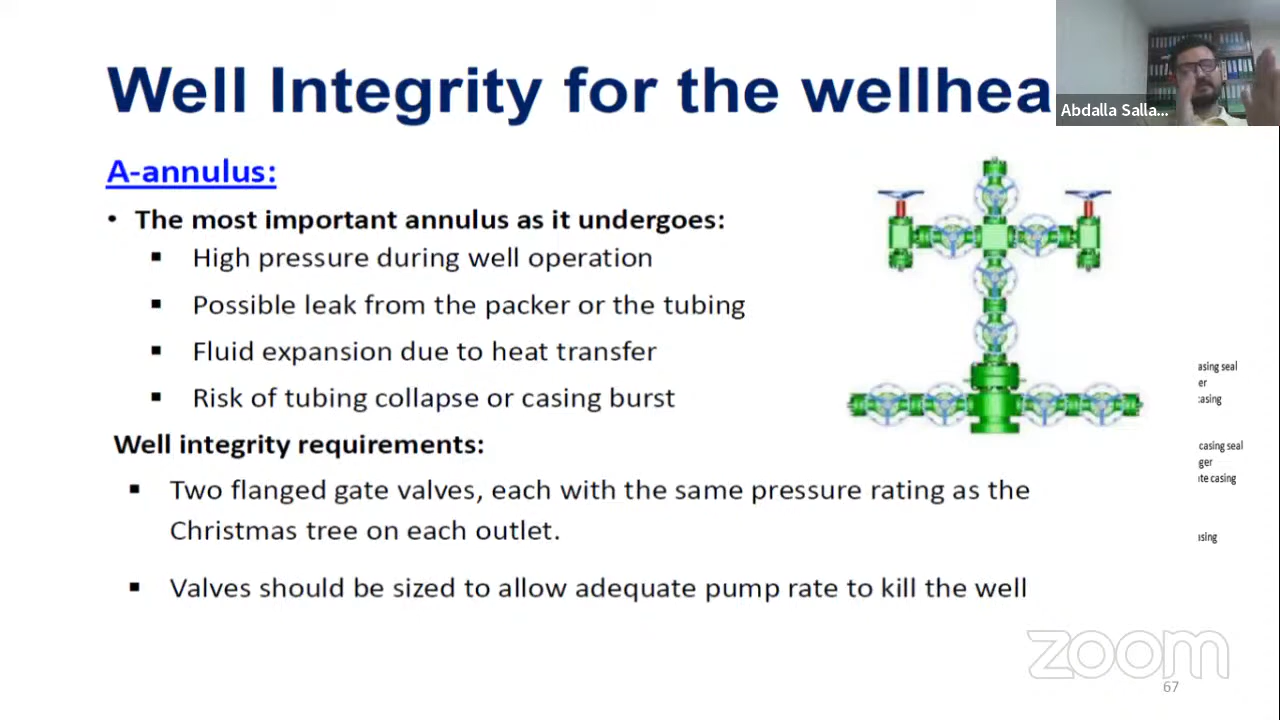 Well Integrity for the wellhea
Abdalla Salla...
A-annulus:
• The most important annulus as it undergoes:
▪ High pressure during well operation
▪ Possible leak from the packer or the tubing
▪ Fluid expansion due to heat transfer
▪ Risk of tubing collapse or casing burst
asing seal
er
casing
Well integrity requirements:
casing seal
ger
te casing
▪ Two flanged gate valves, each with the same pressure rating as the
Christmas tree on each outlet.
asing
▪ Valves should be sized to allow adequate pump rate to kill the well
zoom
67